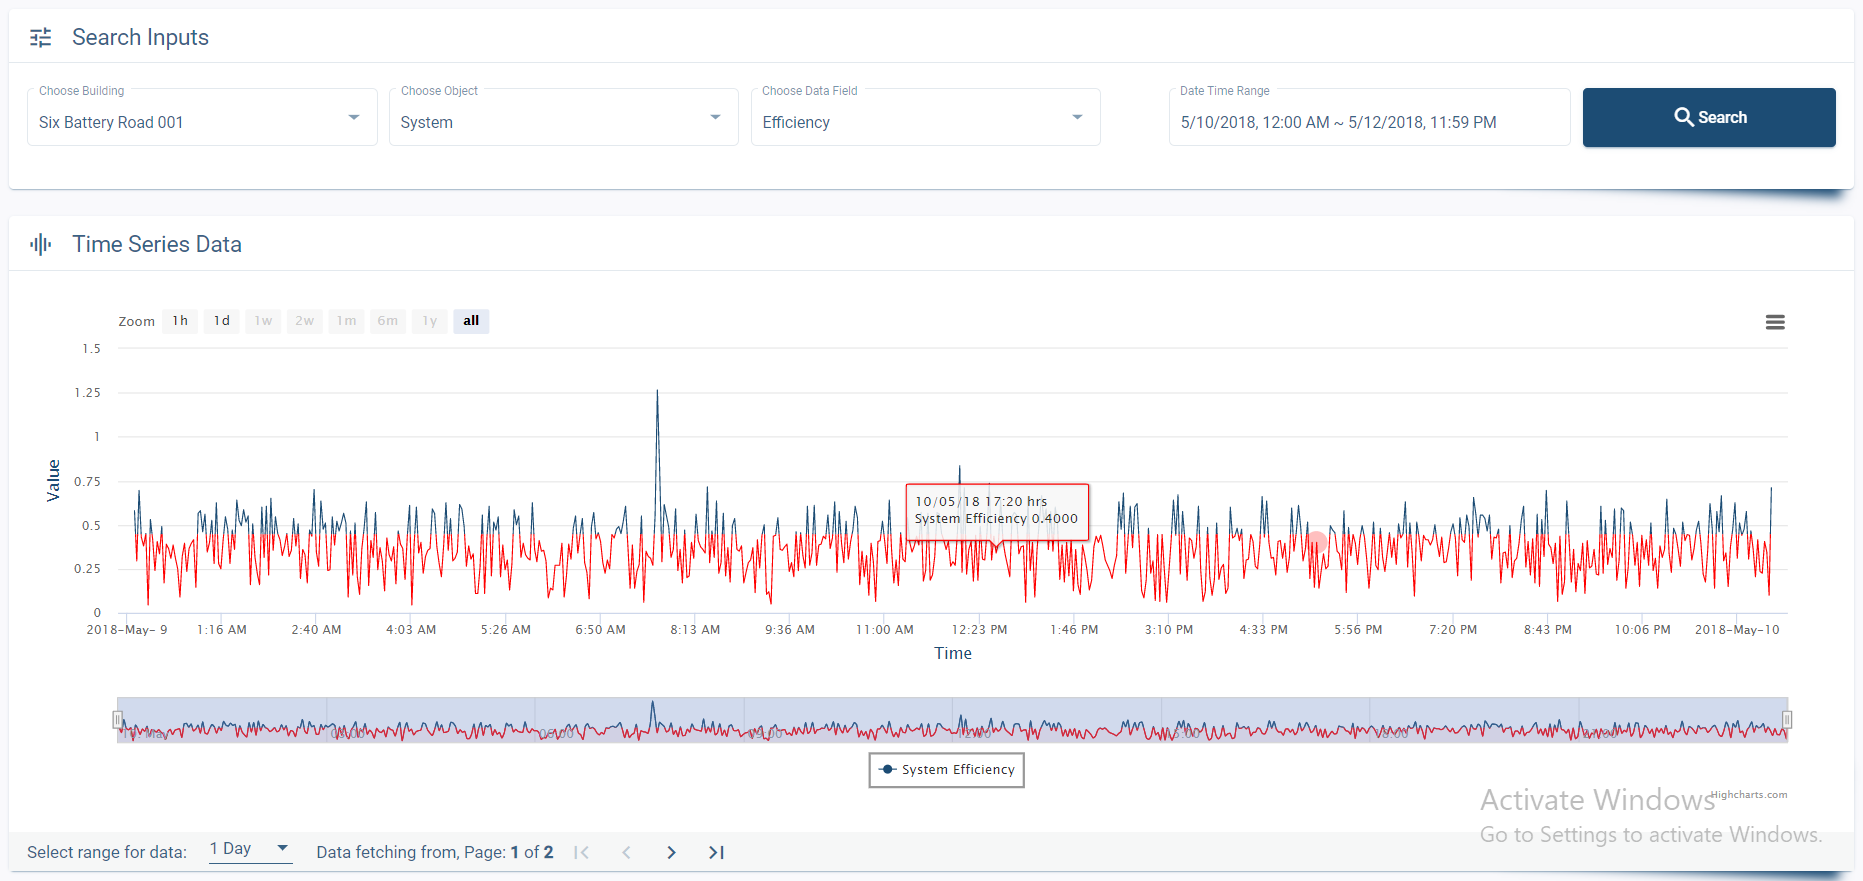 Search Inputs
Choose Building
Six Battery Road 001
Choose Object
System
Choose Data Field
Efficiency
Date Time Range
5/10/2018, 12:00 AM ~ 5/12/2018, 11:59 PM
Search
Time Series Data
Zoom 1h 1d 1w 2w 1m 6m 1y all
1.5
1.25
1
0.75
0.5
0.25
0
Value
10/05/18 17:20 hrs
System Efficiency 0.4000
2018-May- 9 1:16 AM 2:40 AM 4:03 AM 5:26 AM 6:50 AM 8:13 AM 9:36 AM 11:00 AM 12:23 PM 1:46 PM 3:10 PM 4:33 PM 5:56 PM 7:20 PM 8:43 PM 10:06 PM 2018-May-10
Time
System Efficiency
Highcharts.com
Activate Windows
Go to Settings to activate Windows.
Select range for data: 1 Day Data fetching from, Page: 1 of 2